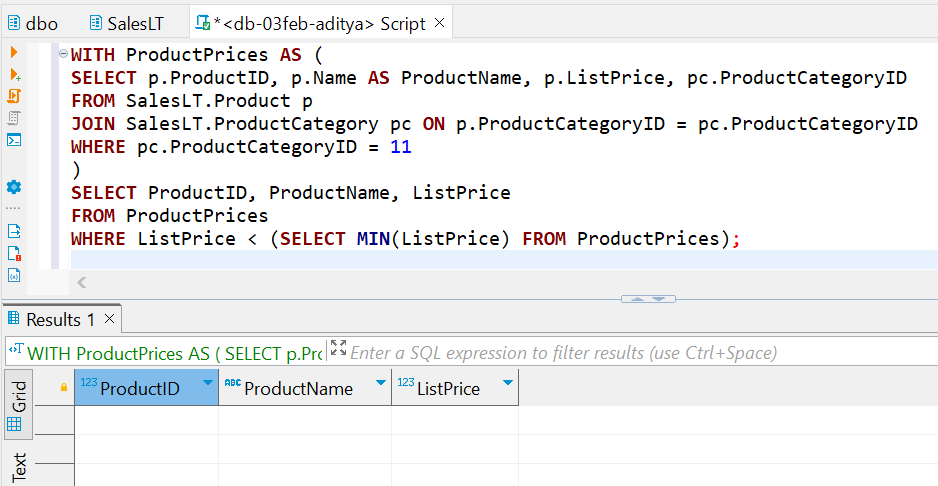 dbo SalesLT *<db-03feb-aditya> Script
WITH ProductPrices AS (
SELECT p.ProductID, p.Name AS ProductName, p.ListPrice, pc.ProductCategoryID
FROM SalesLT.Product p
JOIN SalesLT.ProductCategory pc ON p.ProductCategoryID = pc.ProductCategoryID
WHERE pc.ProductCategoryID = 11
)
SELECT ProductID, ProductName, ListPrice
FROM ProductPrices
WHERE ListPrice < (SELECT MIN(ListPrice) FROM ProductPrices);
Results 1
WITH ProductPrices AS ( SELECT p.Pro Enter a SQL expression to filter results (use Ctrl+Space)
123 ProductID ABC ProductName 123 ListPrice
Grid
Text